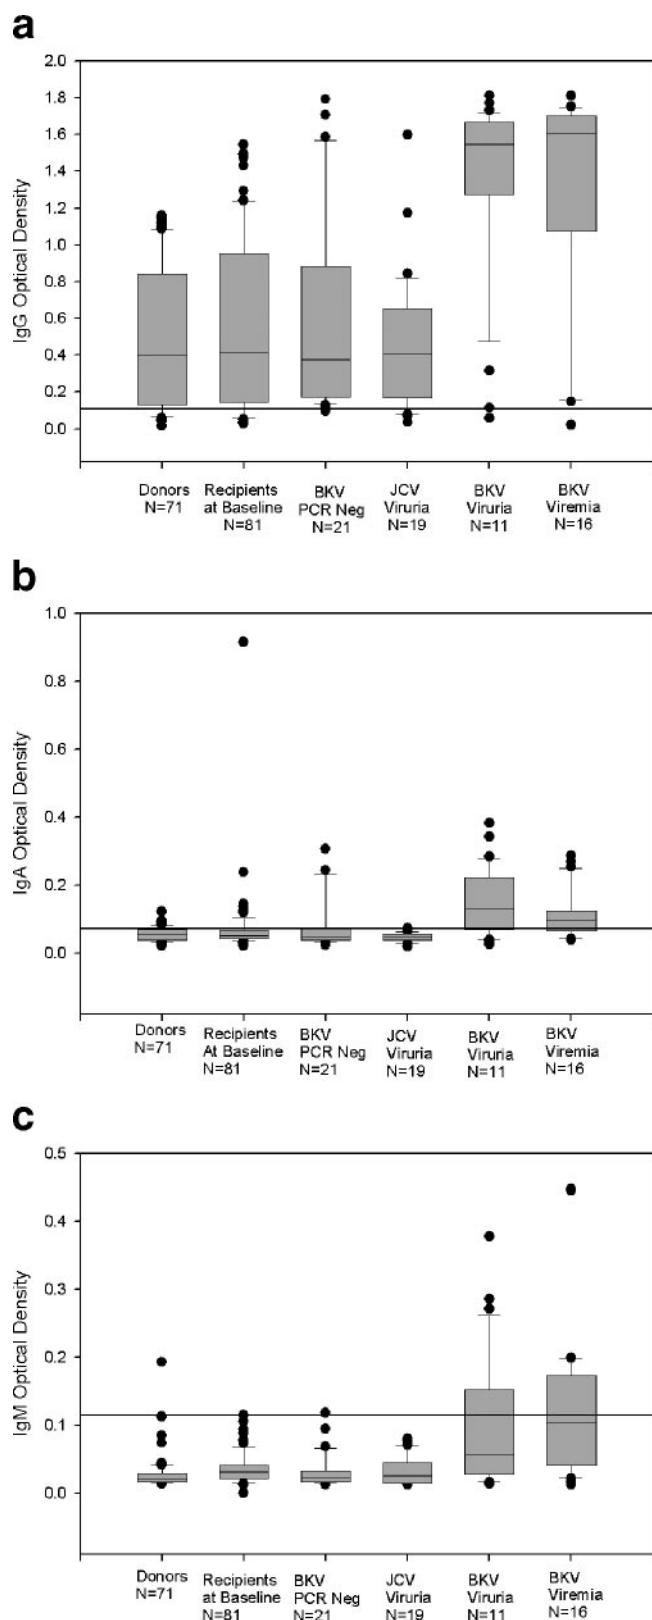 a
IgG Optical Density
2.0
1.8
1.6
1.4
1.2
1.0
0.8
0.6
0.4
0.2
0.0
Donors
N=71
Recipients
at Baseline
N=81
BKV
PCR Neg
N=21
JCV
Viruria
N=19
BKV
Viruria
N=11
BKV
Viremia
N=16
b
IgA Optical Density
1.0
0.8
0.6
0.4
0.2
0.0
Donors
N=71
Recipients
At Baseline
N=81
BKV
PCR Neg
N=21
JCV
Viruria
N=19
BKV
Viruria
N=11
BKV
Viremia
N=16
c
IgM Optical Density
0.5
0.4
0.3
0.2
0.1
0.0
Donors
N=71
Recipients
at Baseline
N=81
BKV
PCR Neg
N=21
JCV
Viruria
N=19
BKV
Viruria
N=11
BKV
Viremia
N=16